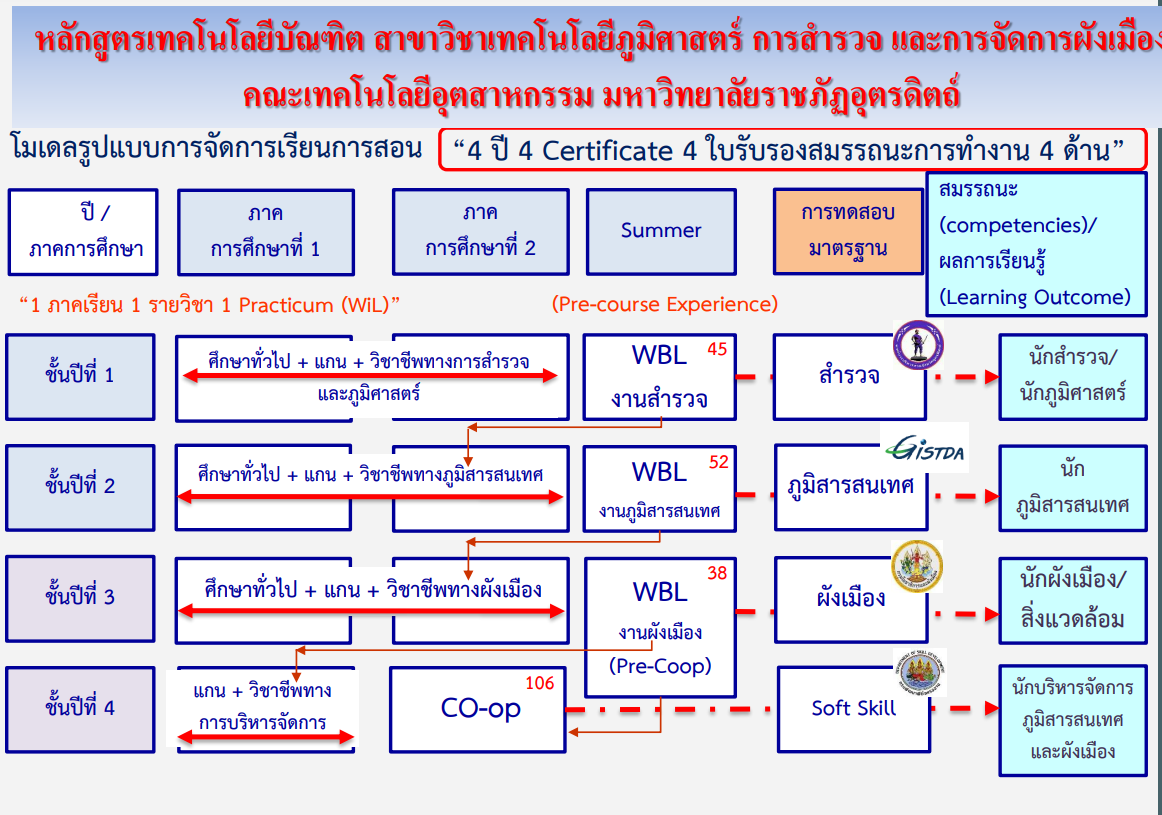 หลักสูตรเทคโนโลยีบัณฑิต สาขาวิชาเทคโนโลยีภูมิศาสตร์ การสำรวจ และการจัดการผังเมือง
คณะเทคโนโลยีอุตสาหกรรม มหาวิทยาลัยราชภัฏอุตรดิตถ์
โมเดลรูปแบบการจัดการเรียนการสอน
“4 ปี 4 Certificate 4 ใบรับรองสมรรถนะการทำงาน 4 ด้าน”
ปี /
ภาคการศึกษา
ภาค
การศึกษาที่ 1
ภาค
การศึกษาที่ 2
Summer
การทดสอบ
มาตรฐาน
สมรรถนะ
(competencies)/
ผลการเรียนรู้
(Learning Outcome)
“1 ภาคเรียน 1 รายวิชา 1 Practicum (WiL)”
(Pre-course Experience)
ชั้นปีที่ 1
ศึกษาทั่วไป + แกน + วิชาชีพทางการสำรวจ
และภูมิศาสตร์
WBL
45
งานสำรวจ
สำรวจ
นักสำรวจ/
นักภูมิศาสตร์
ชั้นปีที่ 2
ศึกษาทั่วไป + แกน + วิชาชีพทางภูมิสารสนเทศ
WBL
52
งานภูมิสารสนเทศ
GISTDA
ภูมิสารสนเทศ
นัก
ภูมิสารสนเทศ
ชั้นปีที่ 3
ศึกษาทั่วไป + แกน + วิชาชีพทางผังเมือง
WBL
38
งานผังเมือง
(Pre-Coop)
ผังเมือง
นักผังเมือง/
สิ่งแวดล้อม
ชั้นปีที่ 4
แกน + วิชาชีพทาง
การบริหารจัดการ
CO-op
106
Soft Skill
นักบริหารจัดการ
ภูมิสารสนเทศ
และผังเมือง